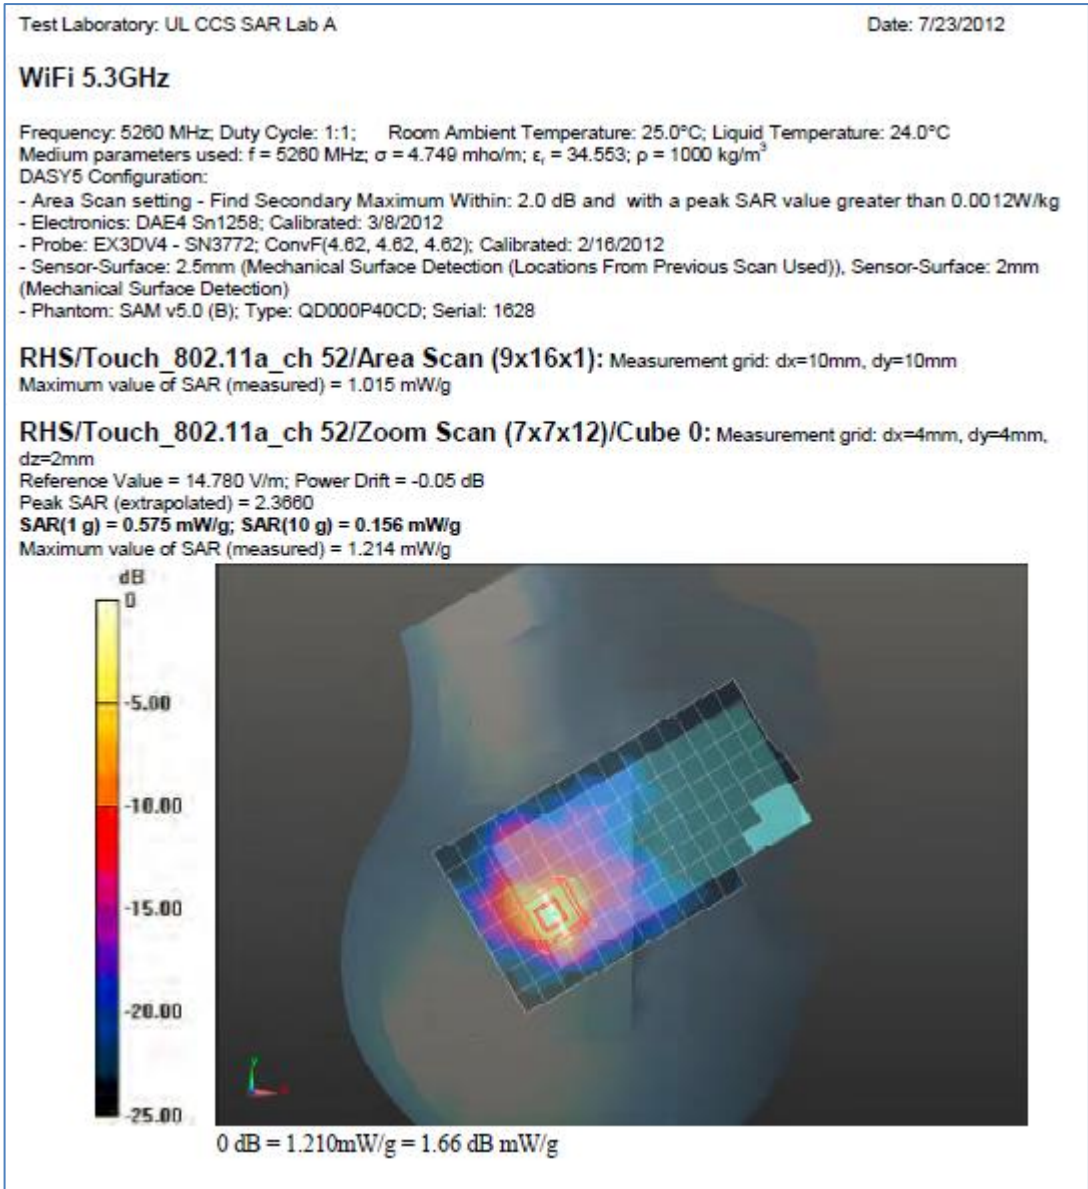 Test Laboratory: UL CCS SAR Lab A Date: 7/23/2012
WiFi 5.3GHz
Frequency: 5260 MHz; Duty Cycle: 1:1; Room Ambient Temperature: 25.0°C; Liquid Temperature: 24.0°C
Medium parameters used: f = 5260 MHz; σ = 4.749 mho/m; εr = 34.553; ρ = 1000 kg/m³
DASY5 Configuration:
- Area Scan setting - Find Secondary Maximum Within: 2.0 dB and with a peak SAR value greater than 0.0012W/kg
- Electronics: DAE4 Sn1258; Calibrated: 3/8/2012
- Probe: EX3DV4 - SN3772; ConvF(4.62, 4.62, 4.62); Calibrated: 2/16/2012
- Sensor-Surface: 2.5mm (Mechanical Surface Detection (Locations From Previous Scan Used)), Sensor-Surface: 2mm
(Mechanical Surface Detection)
- Phantom: SAM v5.0 (B); Type: QD000P40CD; Serial: 1628
RHS/Touch_802.11a_ch 52/Area Scan (9x16x1): Measurement grid: dx=10mm, dy=10mm
Maximum value of SAR (measured) = 1.015 mW/g
RHS/Touch_802.11a_ch 52/Zoom Scan (7x7x12)/Cube 0: Measurement grid: dx=4mm, dy=4mm,
dz=2mm
Reference Value = 14.780 V/m; Power Drift = -0.05 dB
Peak SAR (extrapolated) = 2.3660
SAR(1 g) = 0.575 mW/g; SAR(10 g) = 0.156 mW/g
Maximum value of SAR (measured) = 1.214 mW/g
dB
0
-5.00
-10.00
-15.00
-20.00
-25.00
0 dB = 1.210mW/g = 1.66 dB mW/g